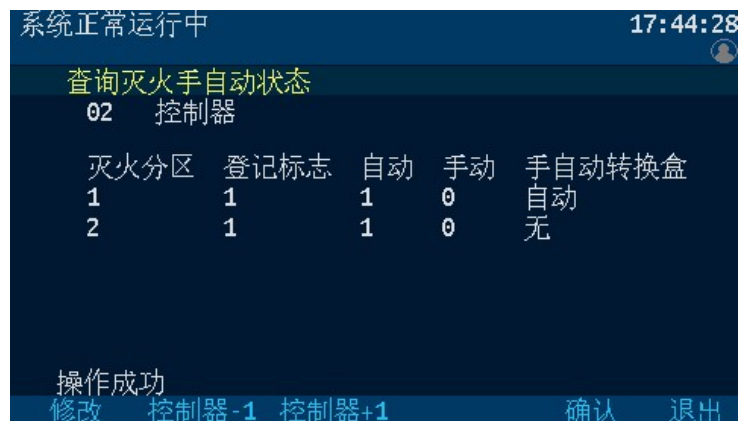 系统正常运行中 17:44:28
查询灭火手自动状态
02 控制器
灭火分区 登记标志 自动 手动 手自动转换盒
1 1 1 0 自动
2 1 1 0 无
操作成功
修改 控制器-1 控制器+1 确认 退出